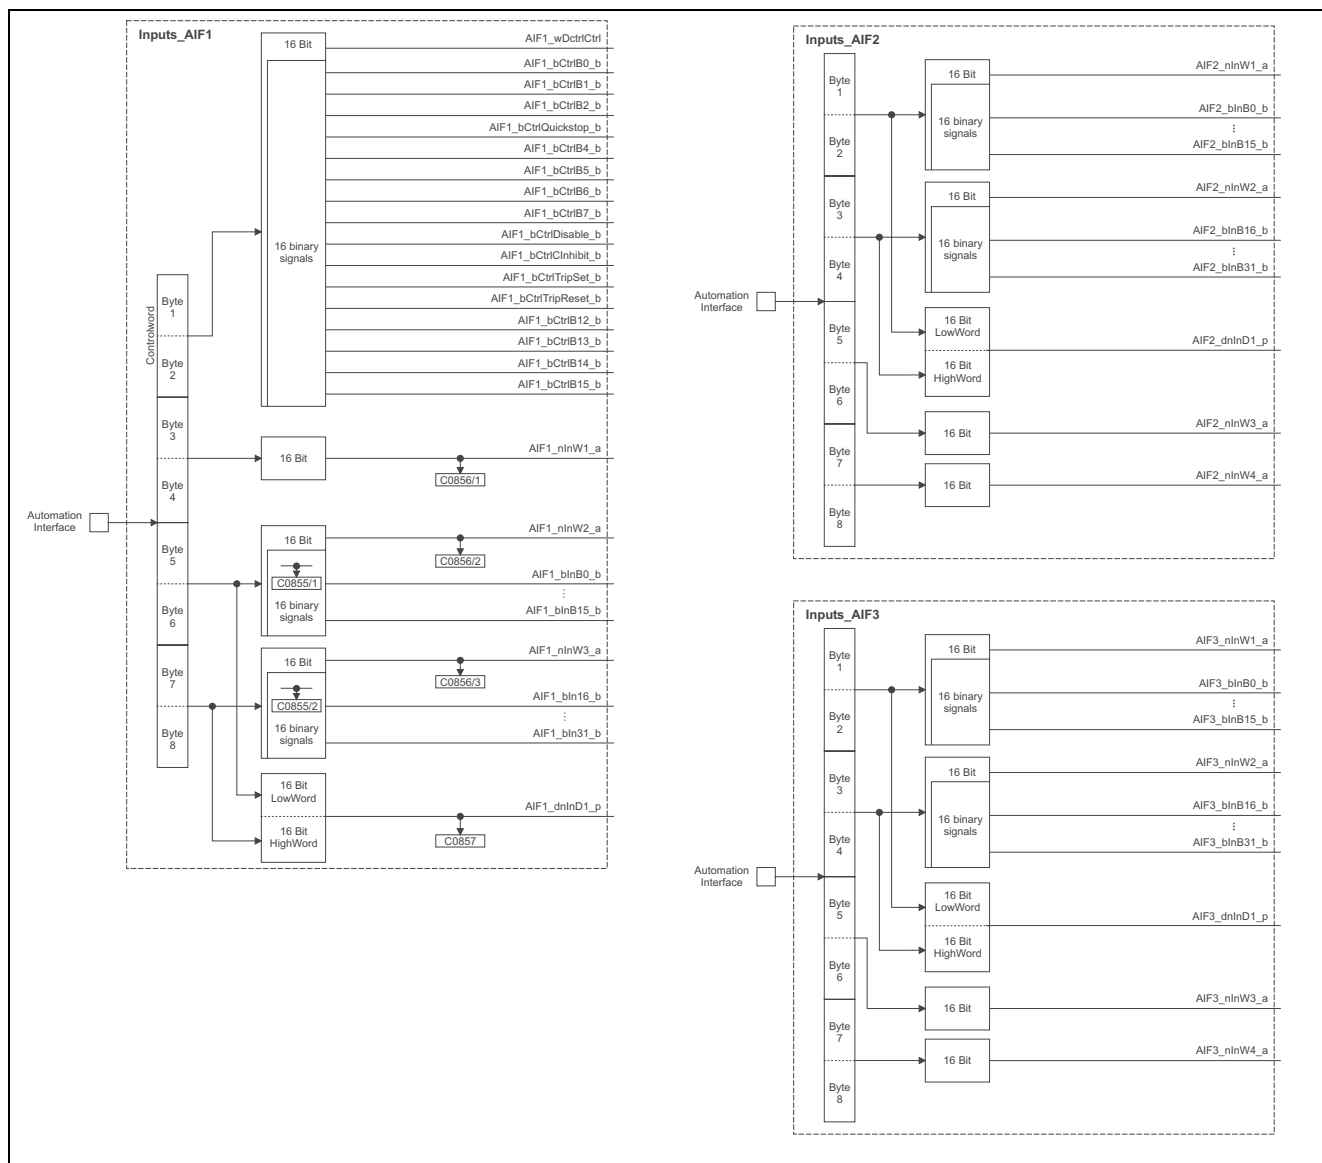 Inputs_AIF1
Automation
Interface
Controlword
Byte
1
Byte
2
Byte
3
Byte
4
Byte
5
Byte
6
Byte
7
Byte
8
16 Bit
16 binary
signals
AIF1_wDctrlCtrl
AIF1_bCtrlB0_b
AIF1_bCtrlB1_b
AIF1_bCtrlB2_b
AIF1_bCtrlQuickstop_b
AIF1_bCtrlB4_b
AIF1_bCtrlB5_b
AIF1_bCtrlB6_b
AIF1_bCtrlB7_b
AIF1_bCtrlDisable_b
AIF1_bCtrlCInhibit_b
AIF1_bCtrlTripSet_b
AIF1_bCtrlTripReset_b
AIF1_bCtrlB12_b
AIF1_bCtrlB13_b
AIF1_bCtrlB14_b
AIF1_bCtrlB15_b
16 Bit
AIF1_nInW1_a
C0856/1
16 Bit
C0855/1
16 binary
signals
AIF1_nInW2_a
C0856/2
AIF1_bInB0_b
AIF1_bInB15_b
16 Bit
C0855/2
16 binary
signals
AIF1_nInW3_a
C0856/3
AIF1_bIn16_b
AIF1_bIn31_b
16 Bit
LowWord
16 Bit
HighWord
AIF1_dnInD1_p
C0857
Inputs_AIF2
Automation
Interface
Byte
1
Byte
2
Byte
3
Byte
4
Byte
5
Byte
6
Byte
7
Byte
8
16 Bit
16 binary
signals
AIF2_nInW1_a
AIF2_bInB0_b
AIF2_bInB15_b
16 Bit
16 binary
signals
AIF2_nInW2_a
AIF2_bInB16_b
AIF2_bInB31_b
16 Bit
LowWord
16 Bit
HighWord
AIF2_dnInD1_p
16 Bit
AIF2_nInW3_a
16 Bit
AIF2_nInW4_a
Inputs_AIF3
Automation
Interface
Byte
1
Byte
2
Byte
3
Byte
4
Byte
5
Byte
6
Byte
7
Byte
8
16 Bit
16 binary
signals
AIF3_nInW1_a
AIF3_bInB0_b
AIF3_bInB15_b
16 Bit
16 binary
signals
AIF3_nInW2_a
AIF3_bInB16_b
AIF3_bInB31_b
16 Bit
LowWord
16 Bit
HighWord
AIF3_dnInD1_p
16 Bit
AIF3_nInW3_a
16 Bit
AIF3_nInW4_a